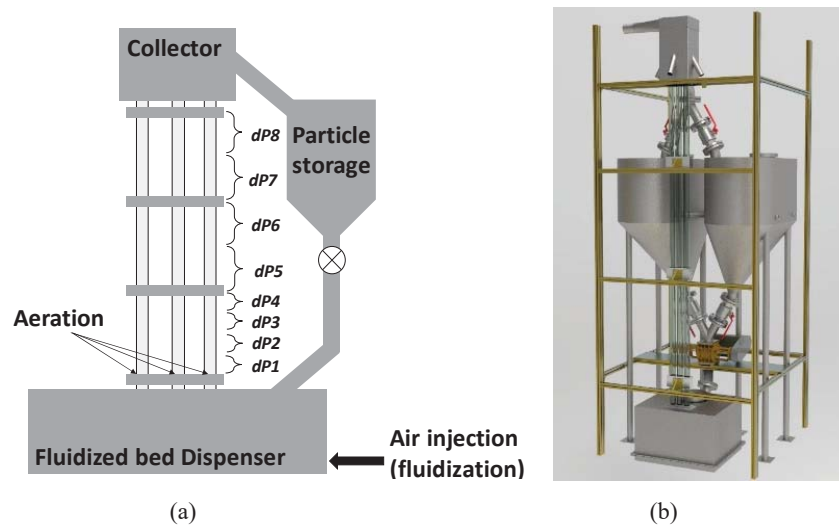 Collector
Particle
storage
dP8
dP7
dP6
dP5
dP4
dP3
dP2
dP1
Aeration
Fluidized bed Dispenser
Air injection
(fluidization)
(a)
(b)